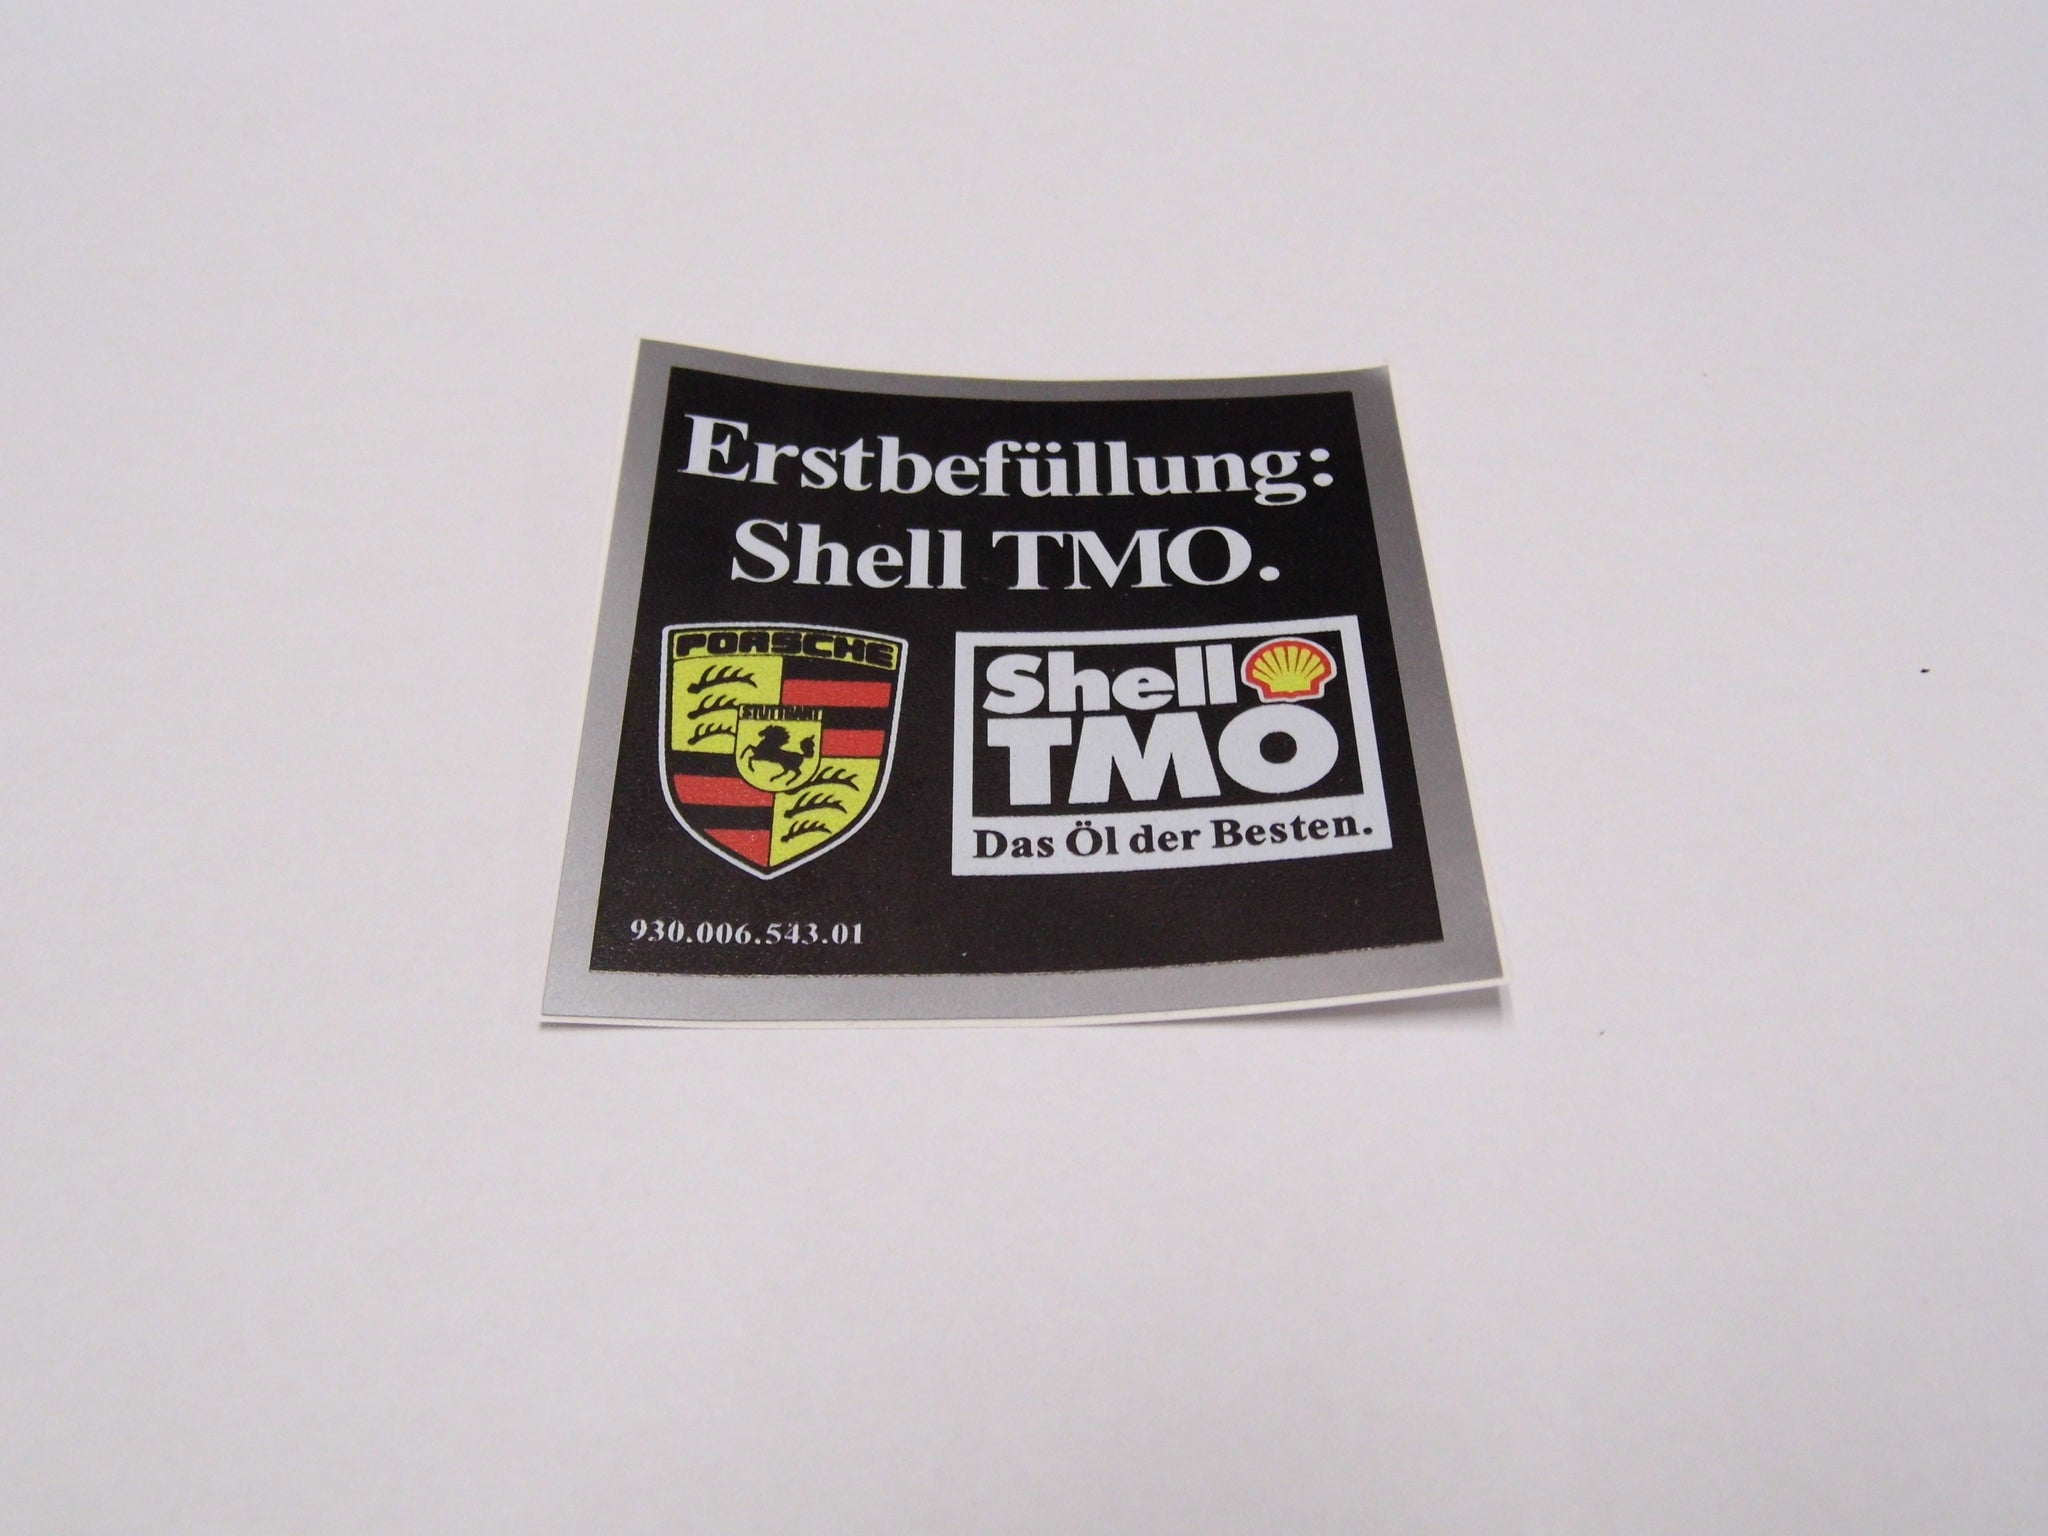 Erstbefüllung:
Shell TMO.
PORSCHE
STUTTGART
Shell
TMO
Das Öl der Besten.
930.006.543.01